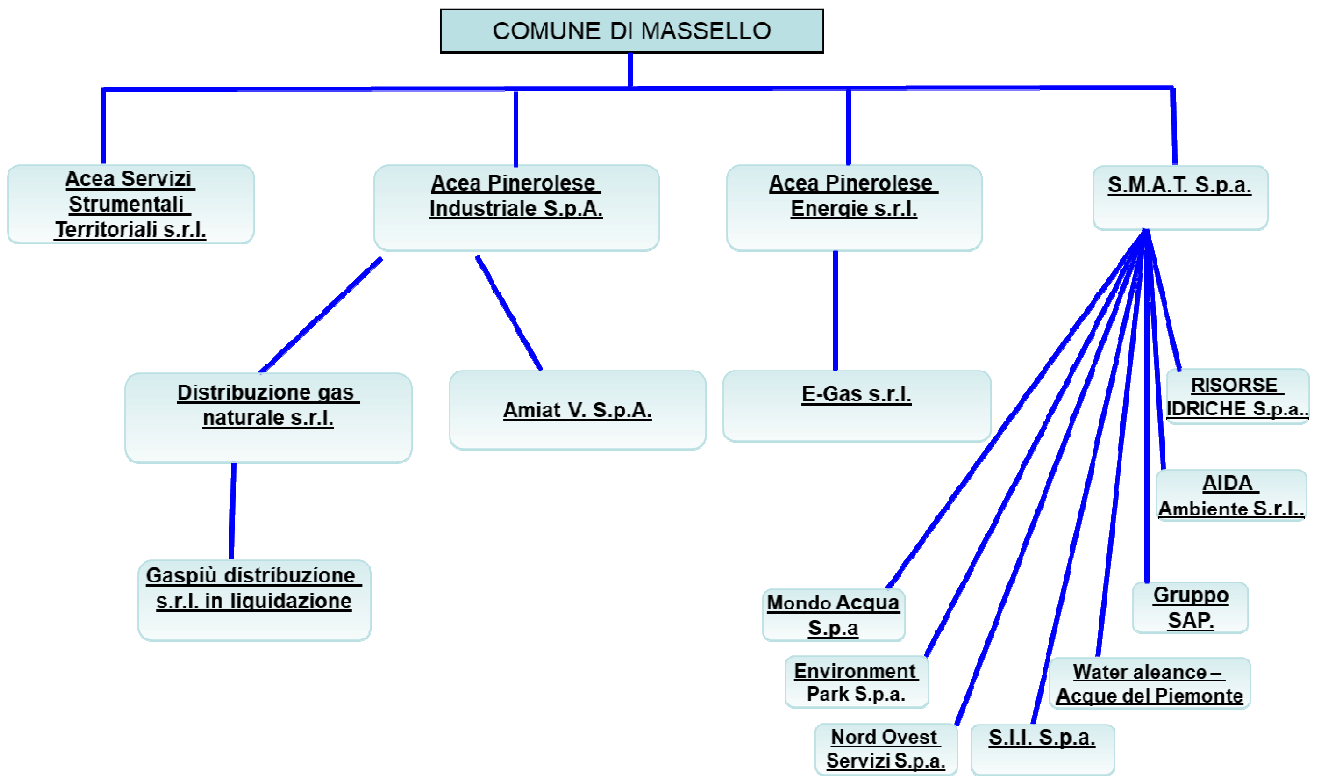 COMUNE DI MASSELLO
Acea Servizi
Strumentali
Territoriali s.r.l.
Acea Pinerolese
Industriale S.p.A.
Acea Pinerolese
Energie s.r.l.
S.M.A.T. S.p.a.
Distribuzione gas
naturale s.r.l.
Amiat V. S.p.A.
E-Gas s.r.l.
RISORSE
IDRICHE S.p.a..
AIDA
Ambiente S.r.l..
Gaspiù distribuzione
s.r.l. in liquidazione
Mondo Acqua
S.p.a
Gruppo
SAP.
Environment
Park S.p.a.
Water aleance –
Acque del Piemonte
Nord Ovest
Servizi S.p.a.
S.I.I. S.p.a.